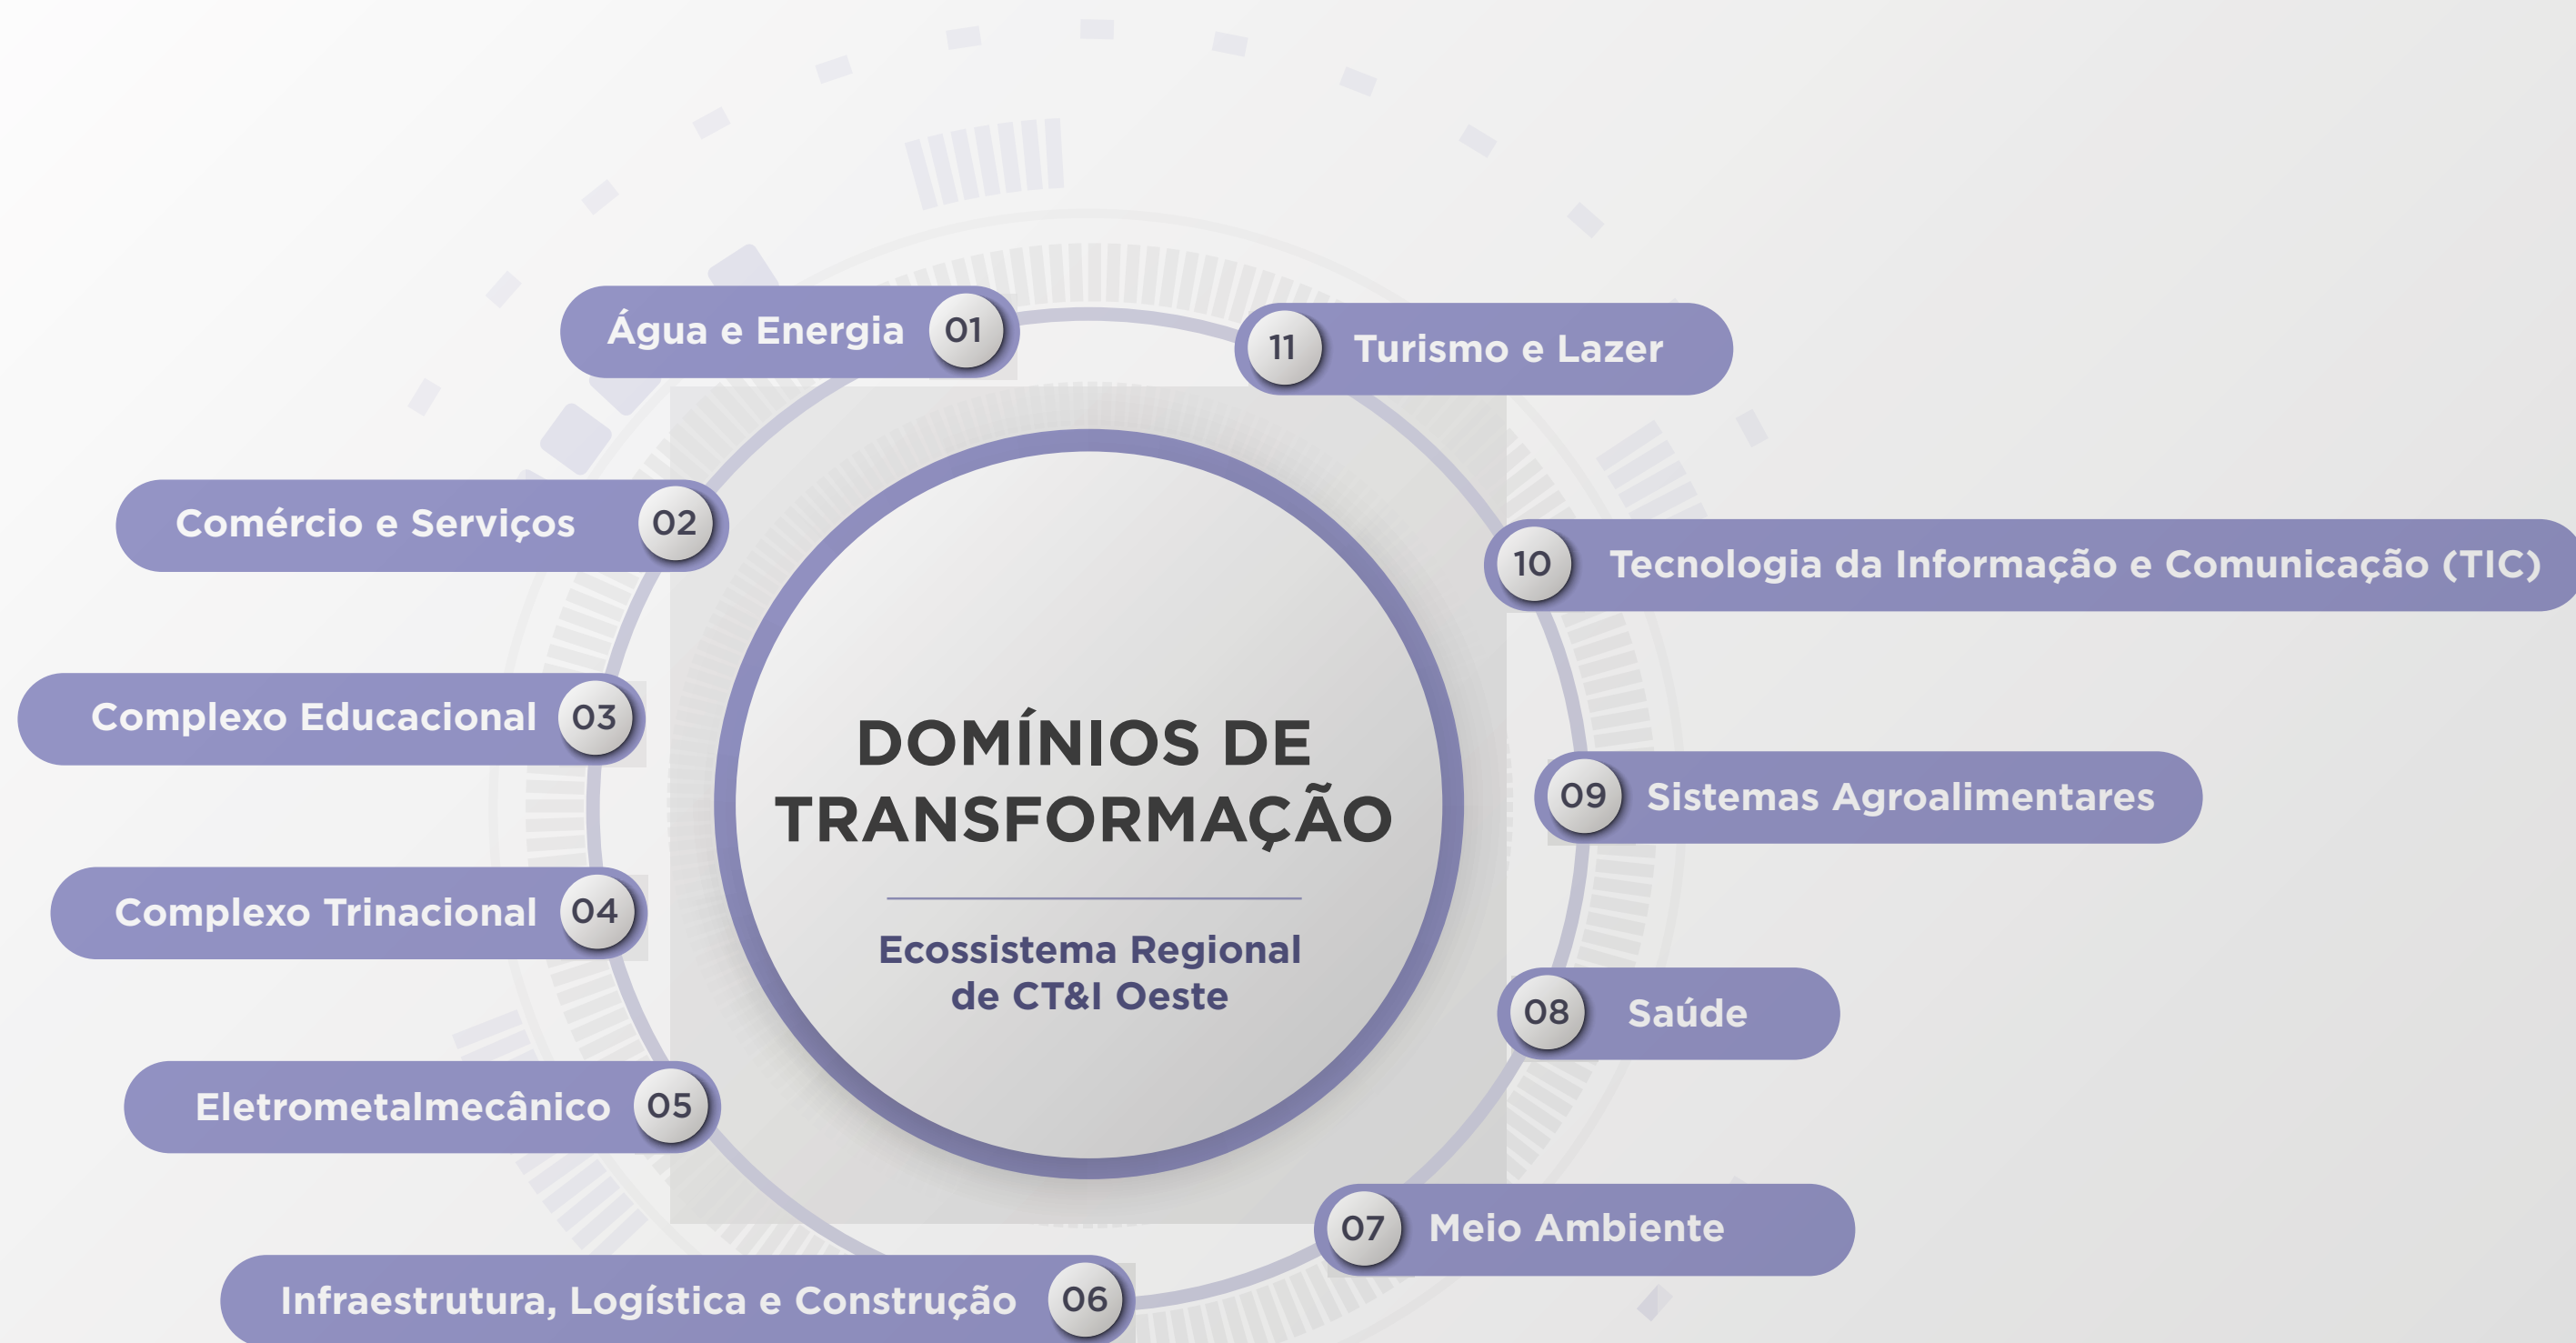 Água e Energia 01
11 Turismo e Lazer
Comércio e Serviços 02
10 Tecnologia da Informação e Comunicação (TIC)
Complexo Educacional 03
DOMÍNIOS DE
TRANSFORMAÇÃO
09 Sistemas Agroalimentares
Complexo Trinacional 04
Ecossistema Regional
de CT&I Oeste
08 Saúde
Eletrometalmecânico 05
07 Meio Ambiente
Infraestrutura, Logística e Construção 06